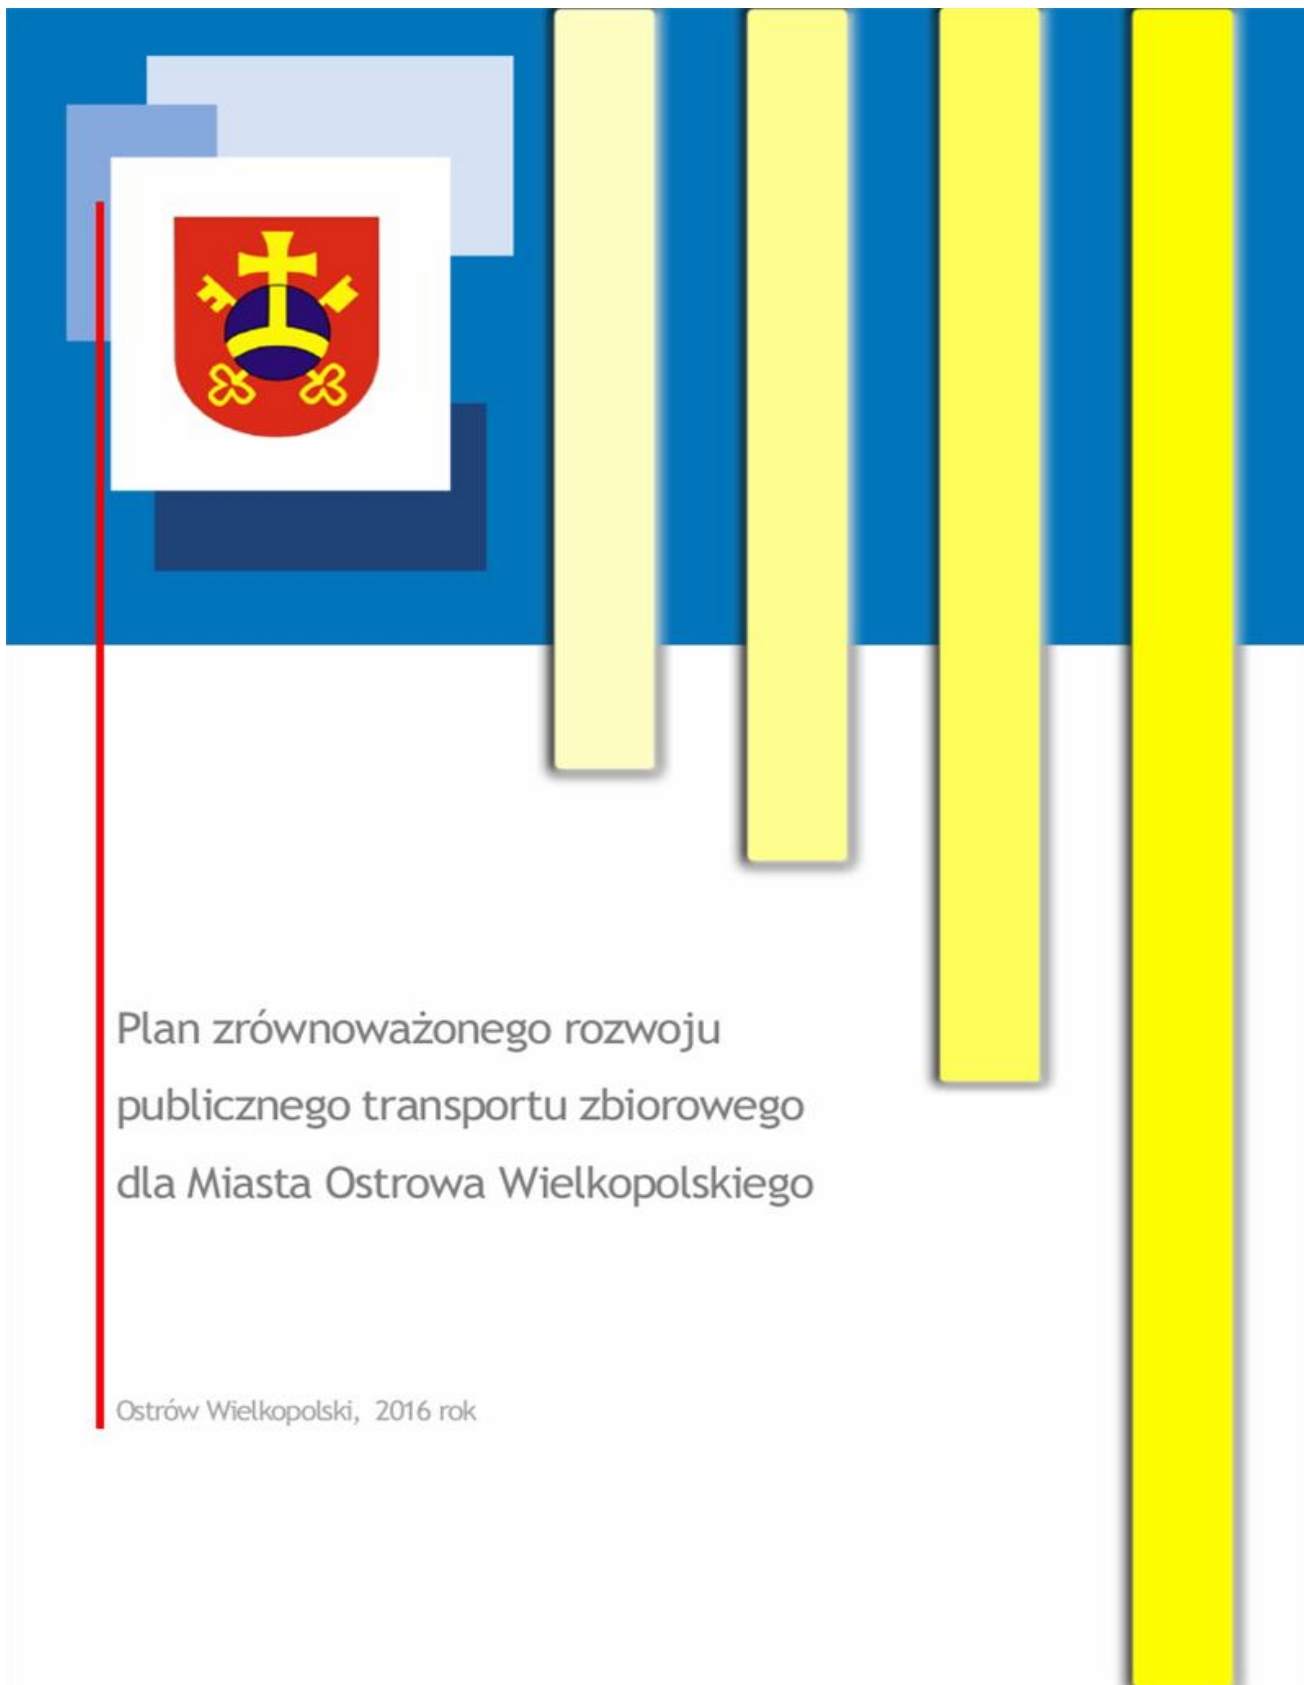 Plan zrównoważonego rozwoju
publicznego transportu zbiorowego
dla Miasta Ostrowa Wielkopolskiego
Ostrów Wielkopolski, 2016 rok